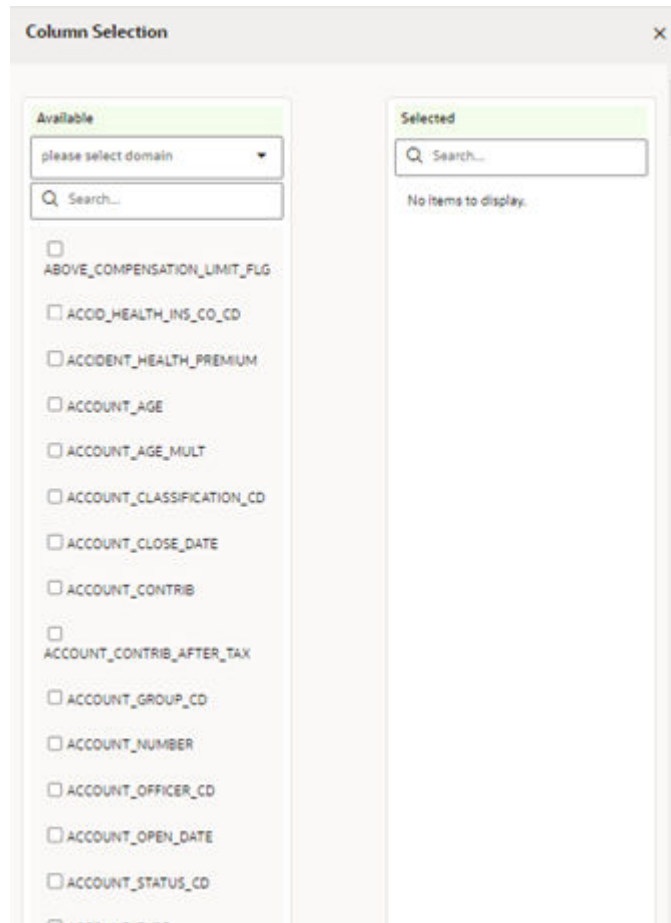 Column Selection
Available
please select domain
Search...
ABOVE_COMPENSATION_LIMIT_FLG
ACCID_HEALTH_INS_CO_CD
ACCIDENT_HEALTH_PREMIUM
ACCOUNT_AGE
ACCOUNT_AGE_MULT
ACCOUNT_CLASSIFICATION_CD
ACCOUNT_CLOSE_DATE
ACCOUNT_CONTRIB
ACCOUNT_CONTRIB_AFTER_TAX
ACCOUNT_GROUP_CD
ACCOUNT_NUMBER
ACCOUNT_OFFICER_CD
ACCOUNT_OPEN_DATE
ACCOUNT_STATUS_CD
Selected
Search...
No items to display.